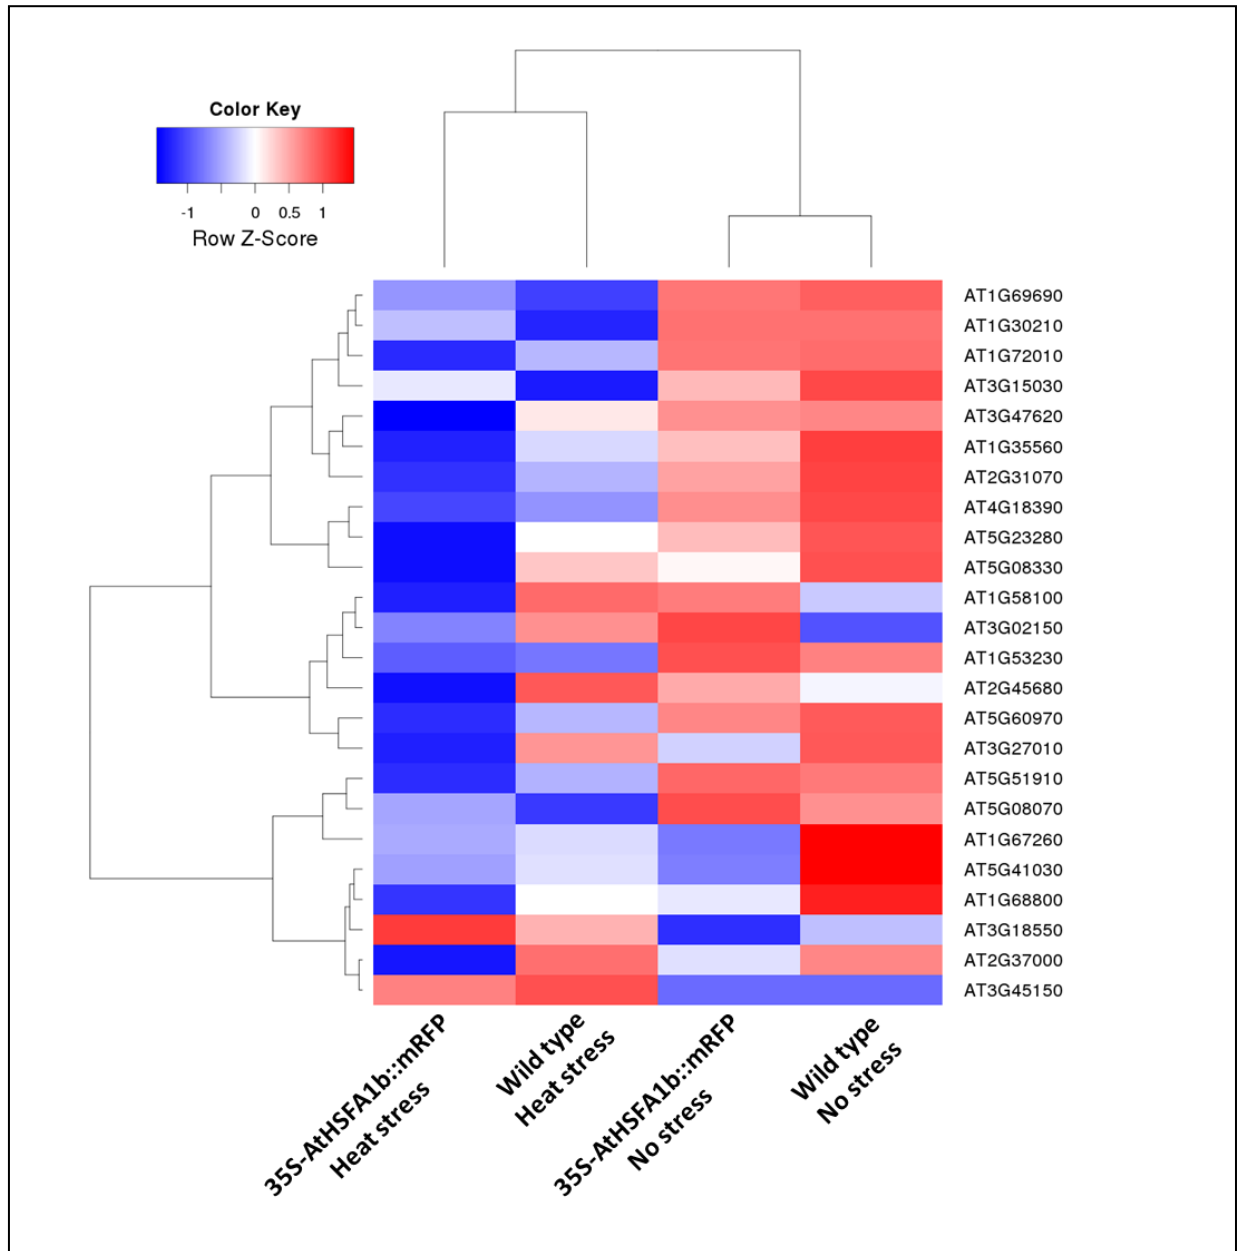 Color Key
-1 0 0.5 1
Row Z-Score
AT1G69690
AT1G30210
AT1G72010
AT3G15030
AT3G47620
AT1G35560
AT2G31070
AT4G18390
AT5G23280
AT5G08330
AT1G58100
AT3G02150
AT1G53230
AT2G45680
AT5G60970
AT3G27010
AT5G51910
AT5G08070
AT1G67260
AT5G41030
AT1G68800
AT3G18550
AT2G37000
AT3G45150
35S-AtHSFA1b::mRFP
Heat stress
Wild type
Heat stress
35S-AtHSFA1b::mRFP
No stress
Wild type
No stress